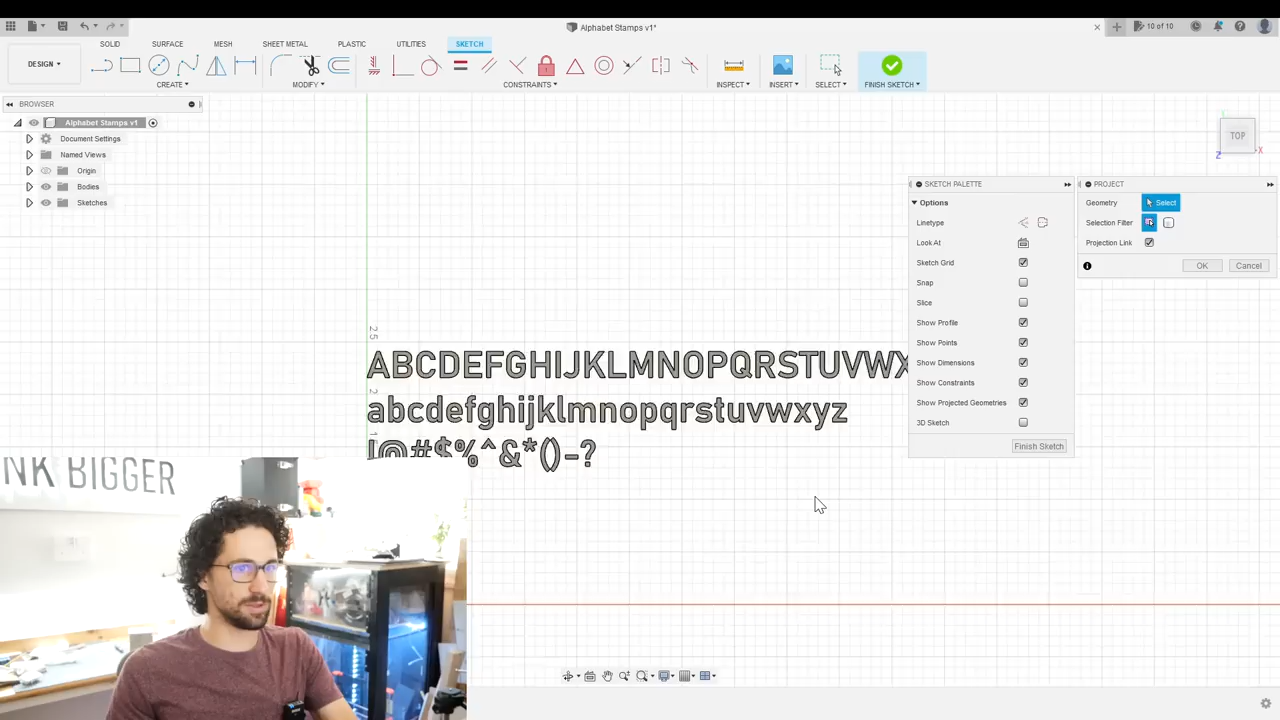 Alphabet Stamps v1*
10 of 10
DESIGN
SOLID
SURFACE
MESH
SHEET METAL
PLASTIC
UTILITIES
SKETCH
CREATE
MODIFY
CONSTRAINTS
INSPECT
INSERT
SELECT
FINISH SKETCH
BROWSER
Alphabet Stamps v1
Document Settings
Named Views
Origin
Bodies
Sketches
TOP
Z
X
SKETCH PALETTE
Options
Linetype
Look At
Sketch Grid
Snap
Slice
Show Profile
Show Points
Show Dimensions
Show Constraints
Show Projected Geometries
3D Sketch
Finish Sketch
PROJECT
Geometry
Select
Selection Filter
Projection Link
OK
Cancel
2.5
ABCDEFGHIJKLMNOPQRSTUVWX
2
abcdefghijklmnopqrstuvwxyz
!@#$%^&*()-?
NK BIGGER